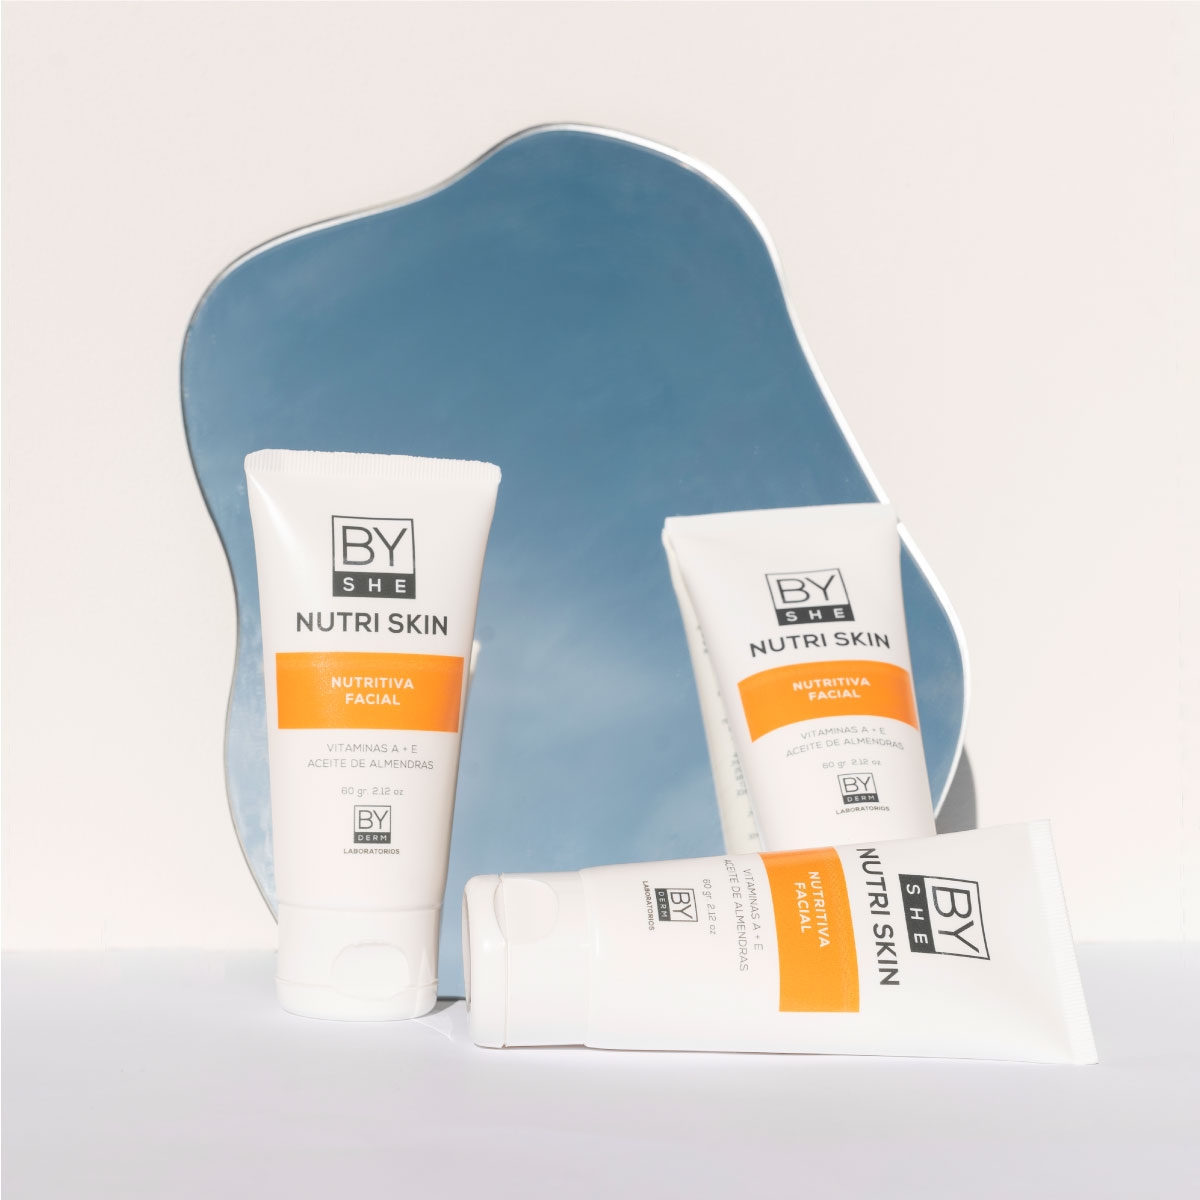 BY
SHE
NUTRI SKIN
NUTRITIVA
FACIAL
VITAMINAS A + E
ACEITE DE ALMENDRAS
60 gr. 2.12 oz
BY
DERM
LABORATORIOS
BY
SHE
NUTRI SKIN
NUTRITIVA
FACIAL
VITAMINAS A + E
ACEITE DE ALMENDRAS
60 gr. 2.12 oz
BY
DERM
LABORATORIOS
BY
SHE
NUTRI SKIN
NUTRITIVA
FACIAL
VITAMINAS A + E
ACEITE DE ALMENDRAS
60 gr. 2.12 oz
BY
DERM
LABORATORIOS